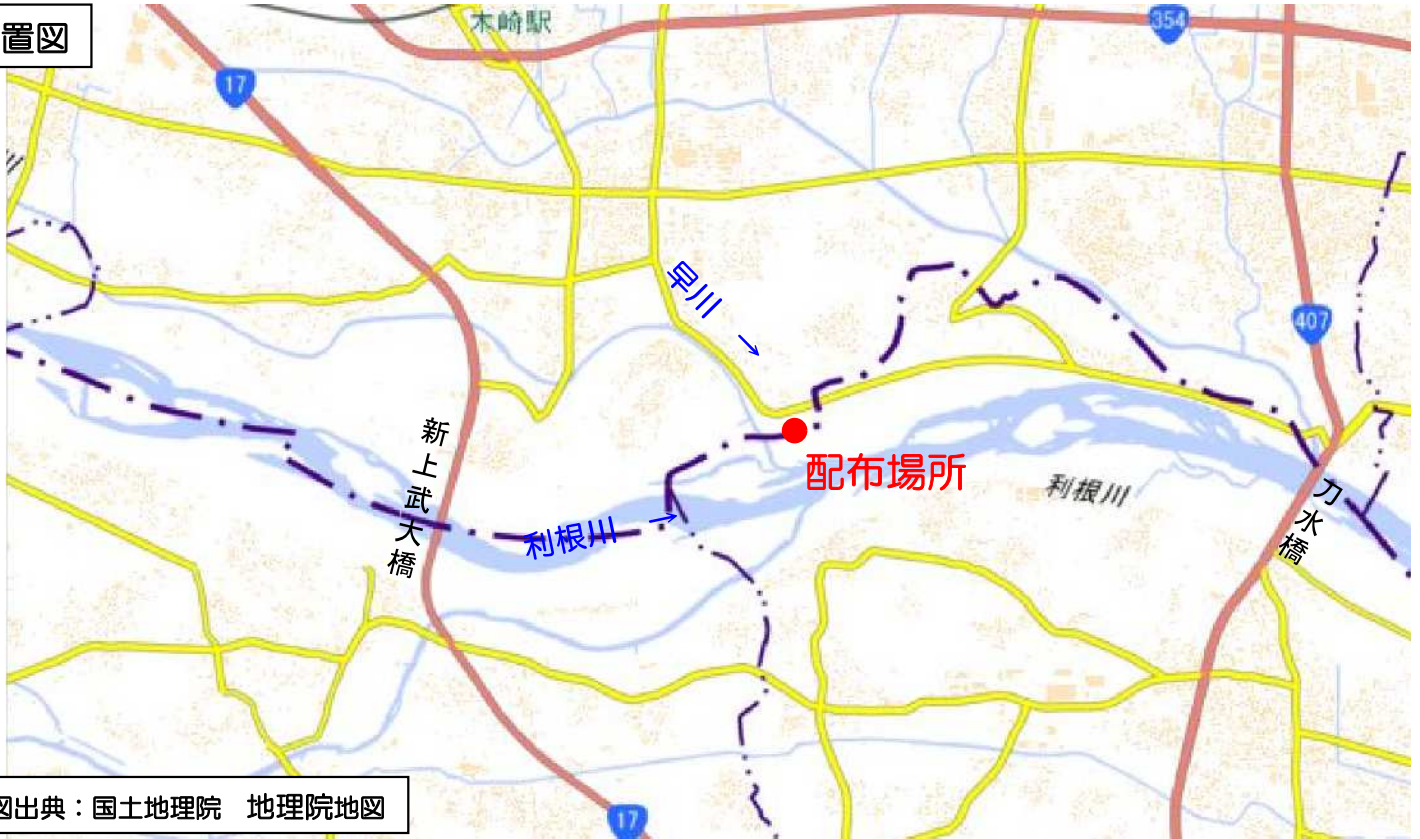 置図
木崎駅
354
17
早川
→
407
新上武大橋
配布場所
利根川
利根川 →
刀水橋
図出典：国土地理院 地理院地図
17